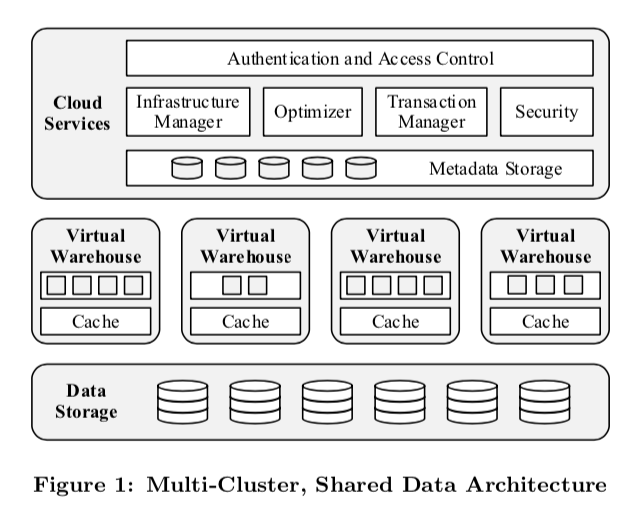 Authentication and Access Control
Cloud
Services
Infrastructure
Manager
Optimizer
Transaction
Manager
Security
Metadata Storage
Virtual
Warehouse
Cache
Virtual
Warehouse
Cache
Virtual
Warehouse
Cache
Virtual
Warehouse
Cache
Data
Storage
Figure 1: Multi-Cluster, Shared Data Architecture